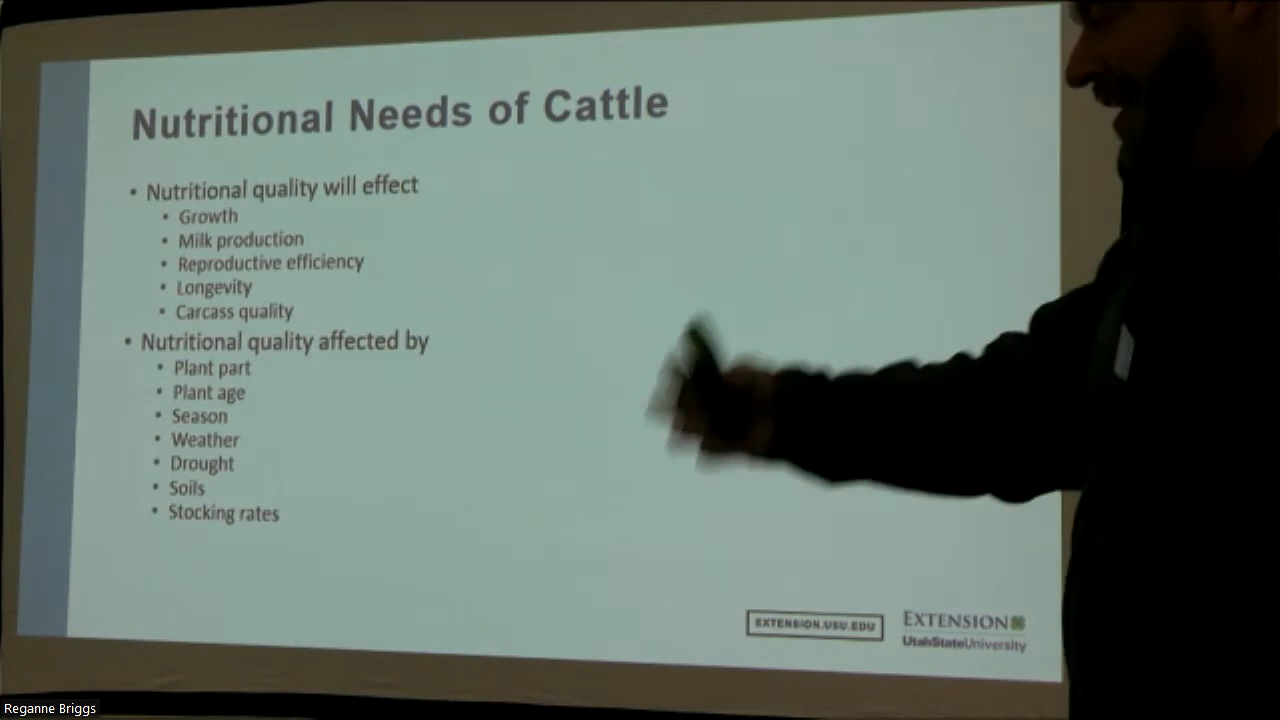 Nutritional Needs of Cattle
• Nutritional quality will effect
• Growth
• Milk production
• Reproductive efficiency
• Longevity
• Carcass quality
• Nutritional quality affected by
• Plant part
• Plant age
• Season
• Weather
• Drought
• Soils
• Stocking rates
EXTENSION.USU.EDU
EXTENSION
UtahStateUniversity
Reganne Briggs